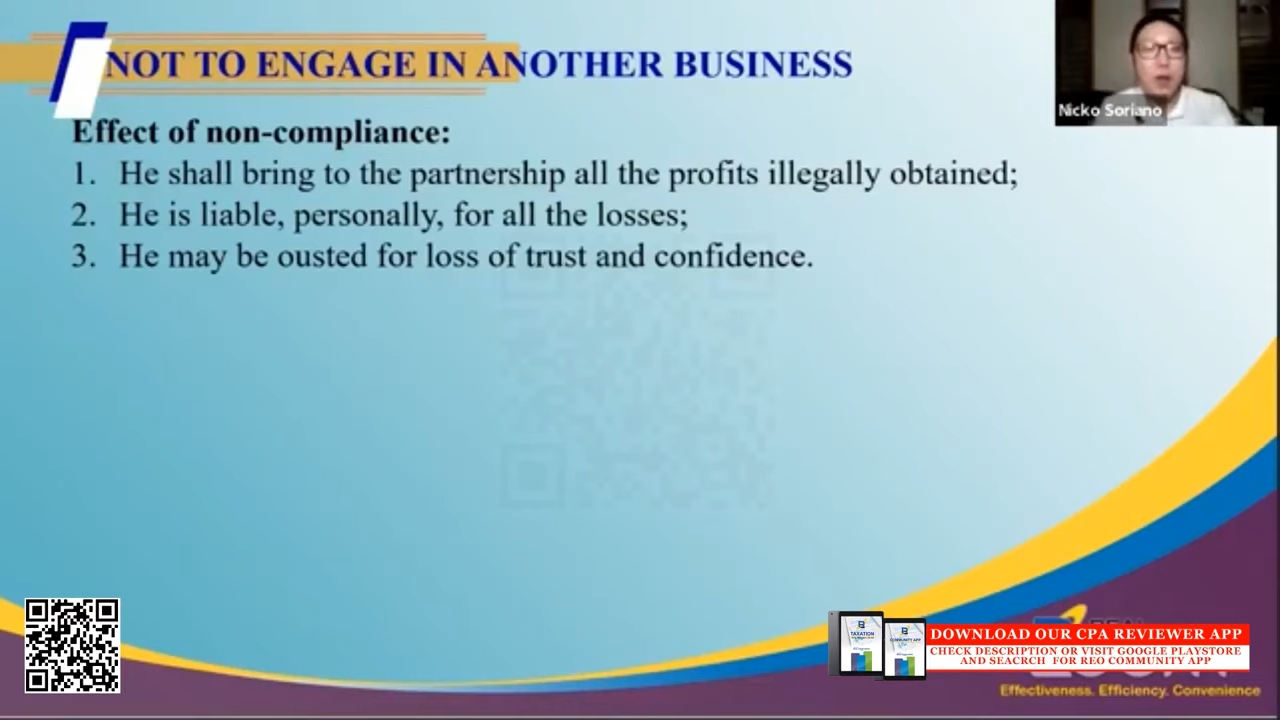 NOT TO ENGAGE IN ANOTHER BUSINESS
Nicko Soriano
Effect of non-compliance:
1. He shall bring to the partnership all the profits illegally obtained;
2. He is liable, personally, for all the losses;
3. He may be ousted for loss of trust and confidence.
TAXATION
COMMUNITY APP
DOWNLOAD OUR CPA REVIEWER APP
CHECK DESCRIPTION OR VISIT GOOGLE PLAYSTORE
AND SEACRCH FOR REO COMMUNITY APP
Effectiveness. Efficiency. Convenience